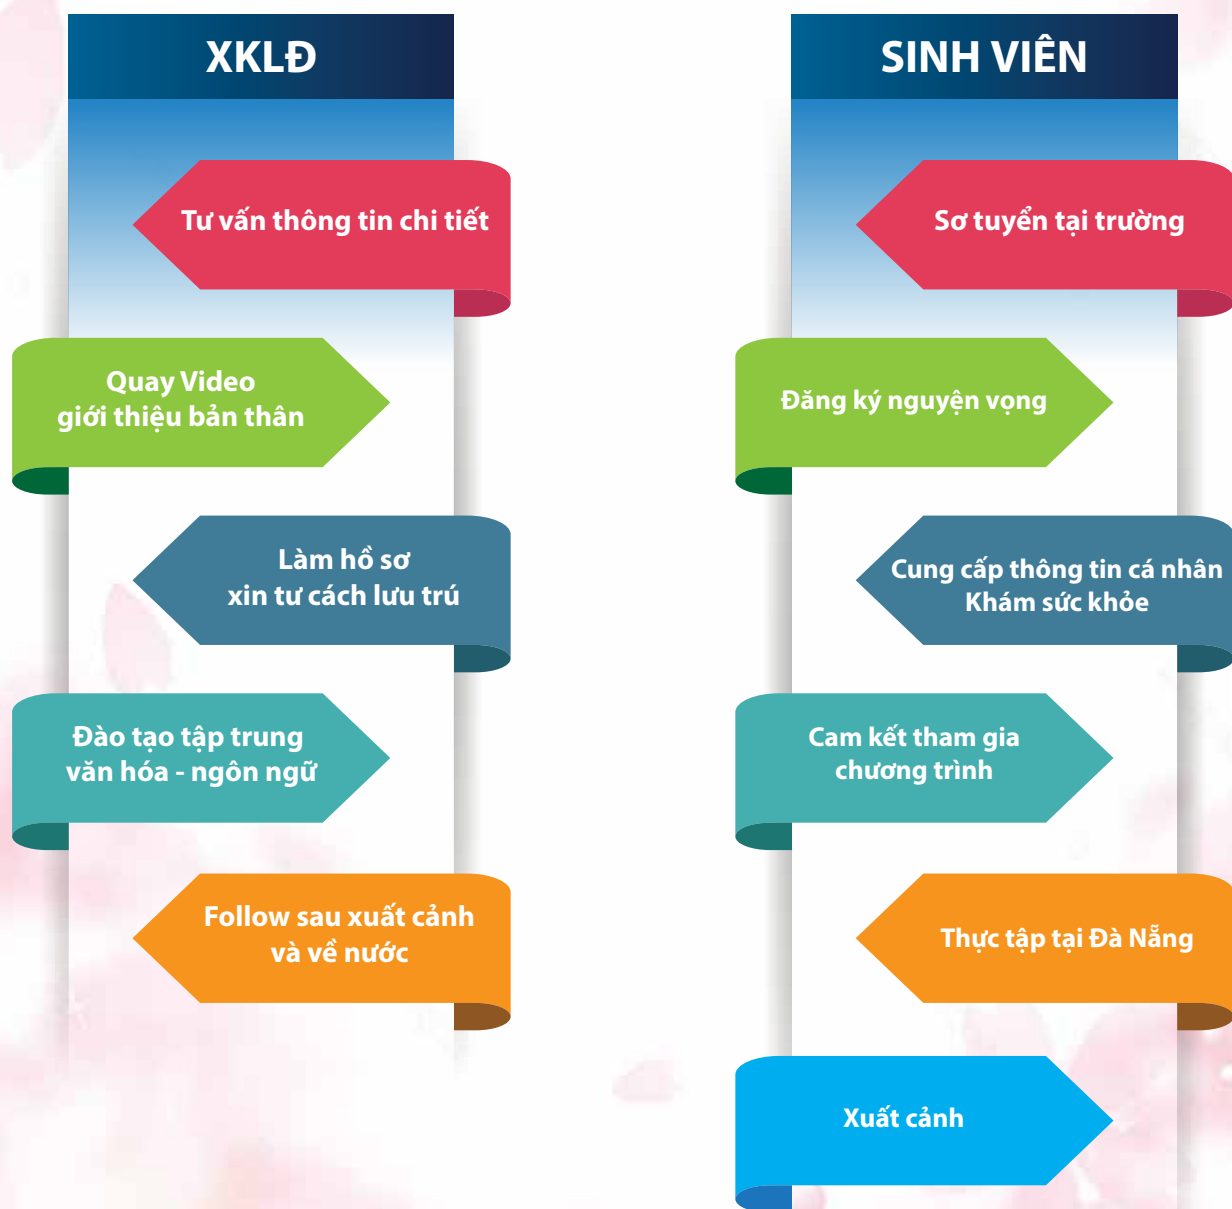 XKLĐ
Tư vấn thông tin chi tiết
Quay Video
giới thiệu bản thân
Làm hồ sơ
xin tư cách lưu trú
Đào tạo tập trung
văn hóa - ngôn ngữ
Follow sau xuất cảnh
và về nước
SINH VIÊN
Sơ tuyển tại trường
Đăng ký nguyện vọng
Cung cấp thông tin cá nhân
Khám sức khỏe
Cam kết tham gia
chương trình
Thực tập tại Đà Nẵng
Xuất cảnh